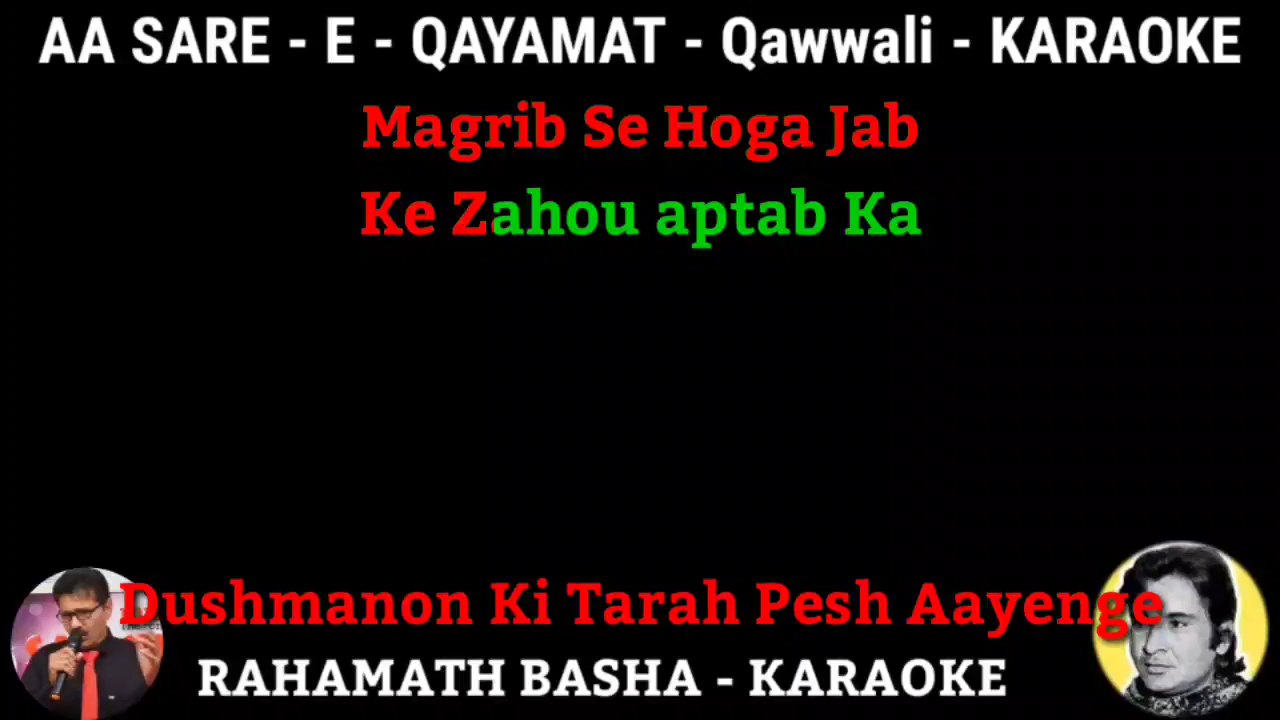 AA SARE - E - QAYAMAT - Qawwali - KARAOKE
Magrib Se Hoga Jab
Ke Zahou aptab Ka
Dushmanon Ki Tarah Pesh Aayenge
RAHAMATH BASHA - KARAOKE